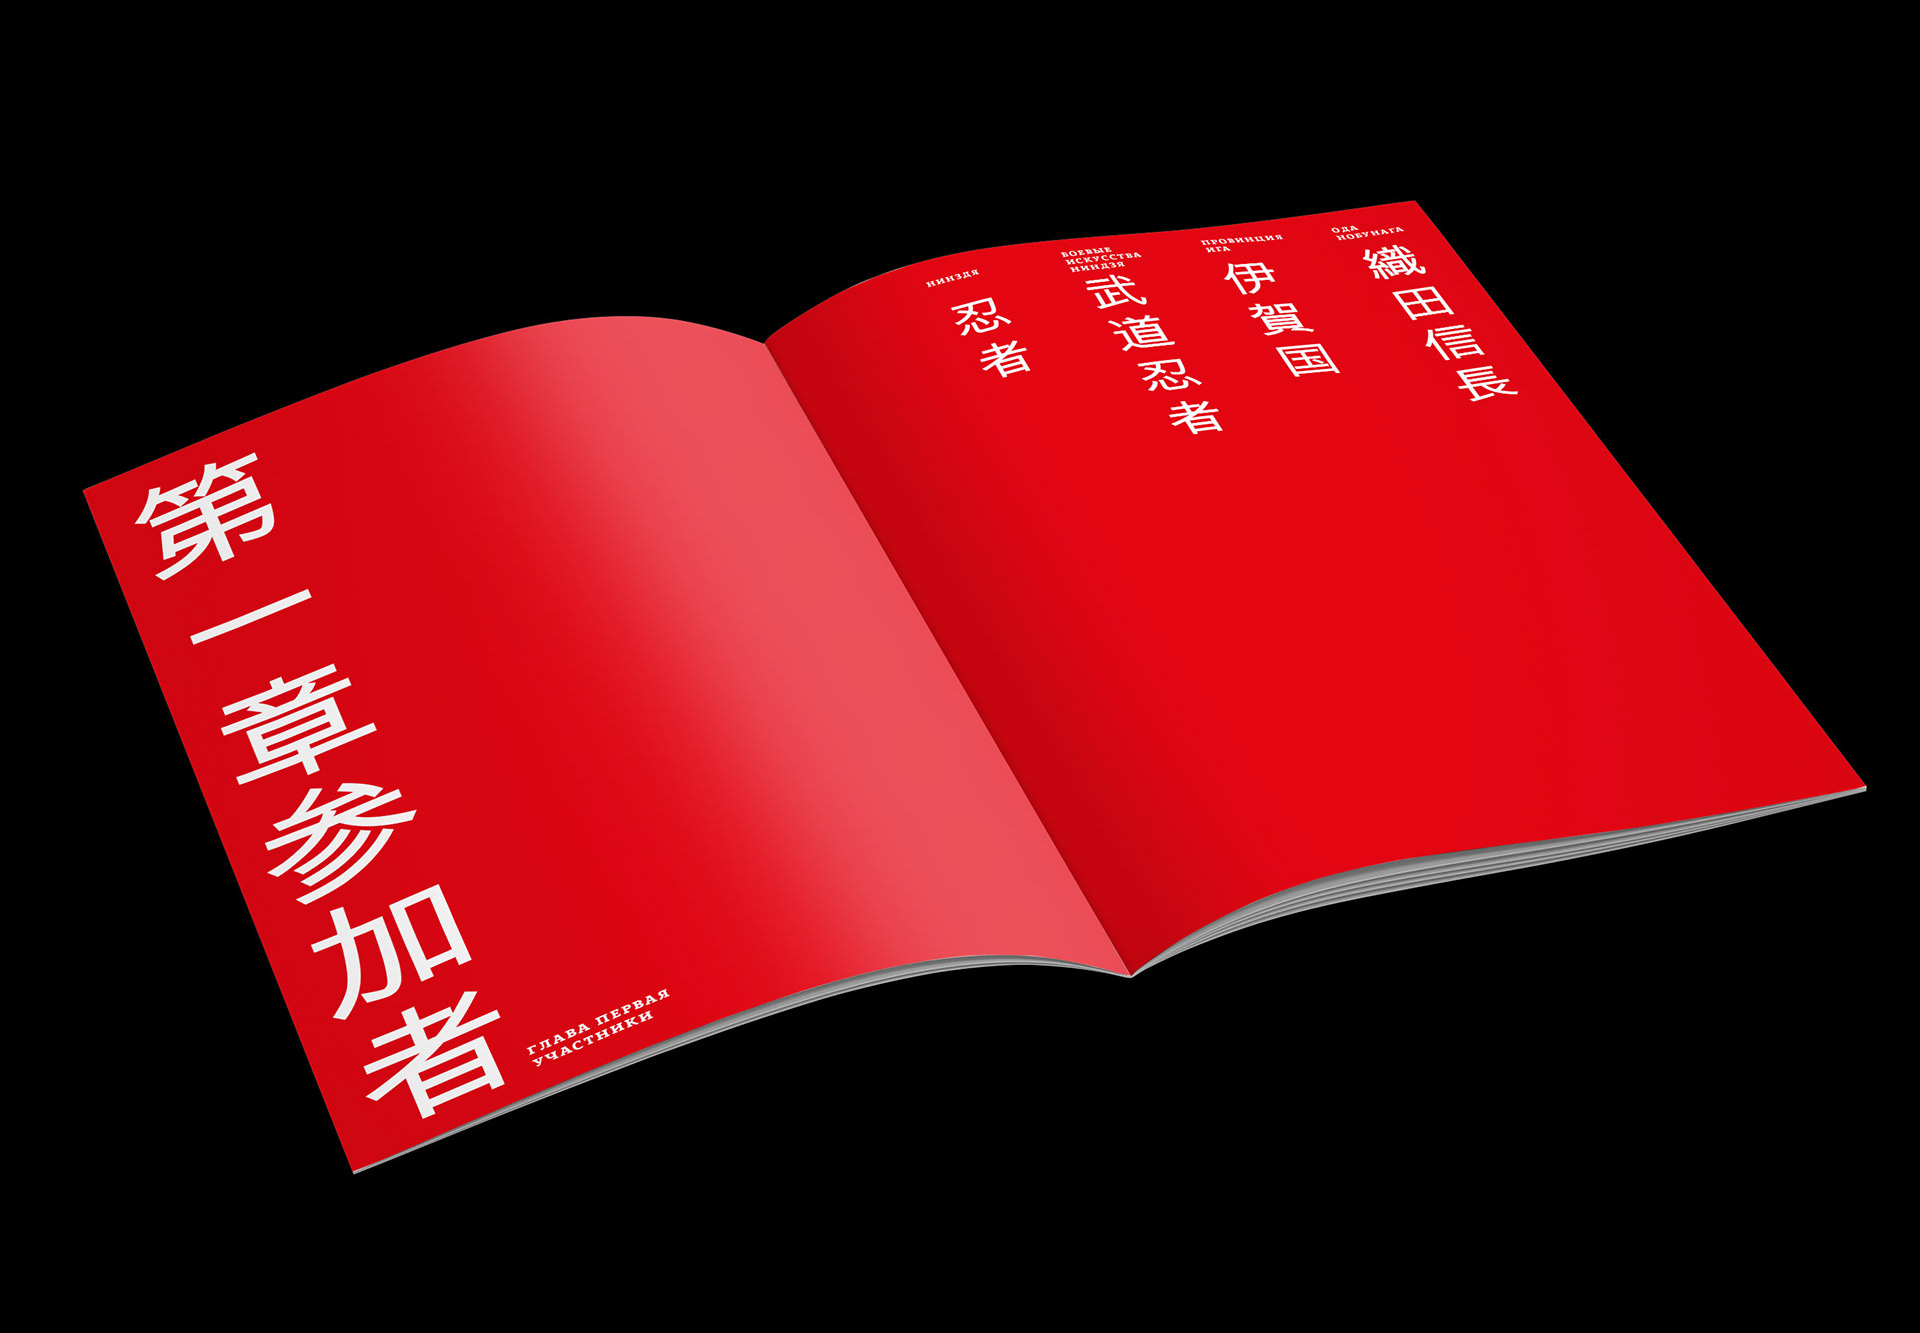 第一章参加者
ГЛАВА ПЕРВАЯ
УЧАСТНИКИ
НИНЗДЯ
忍者
БОЕВЫЕ
ИСКУССТВА
НИНДЗЯ
武道忍者
ПРОВИНЦИЯ
ИГА
伊賀国
ОДА
НОБУНАГА
織田信長